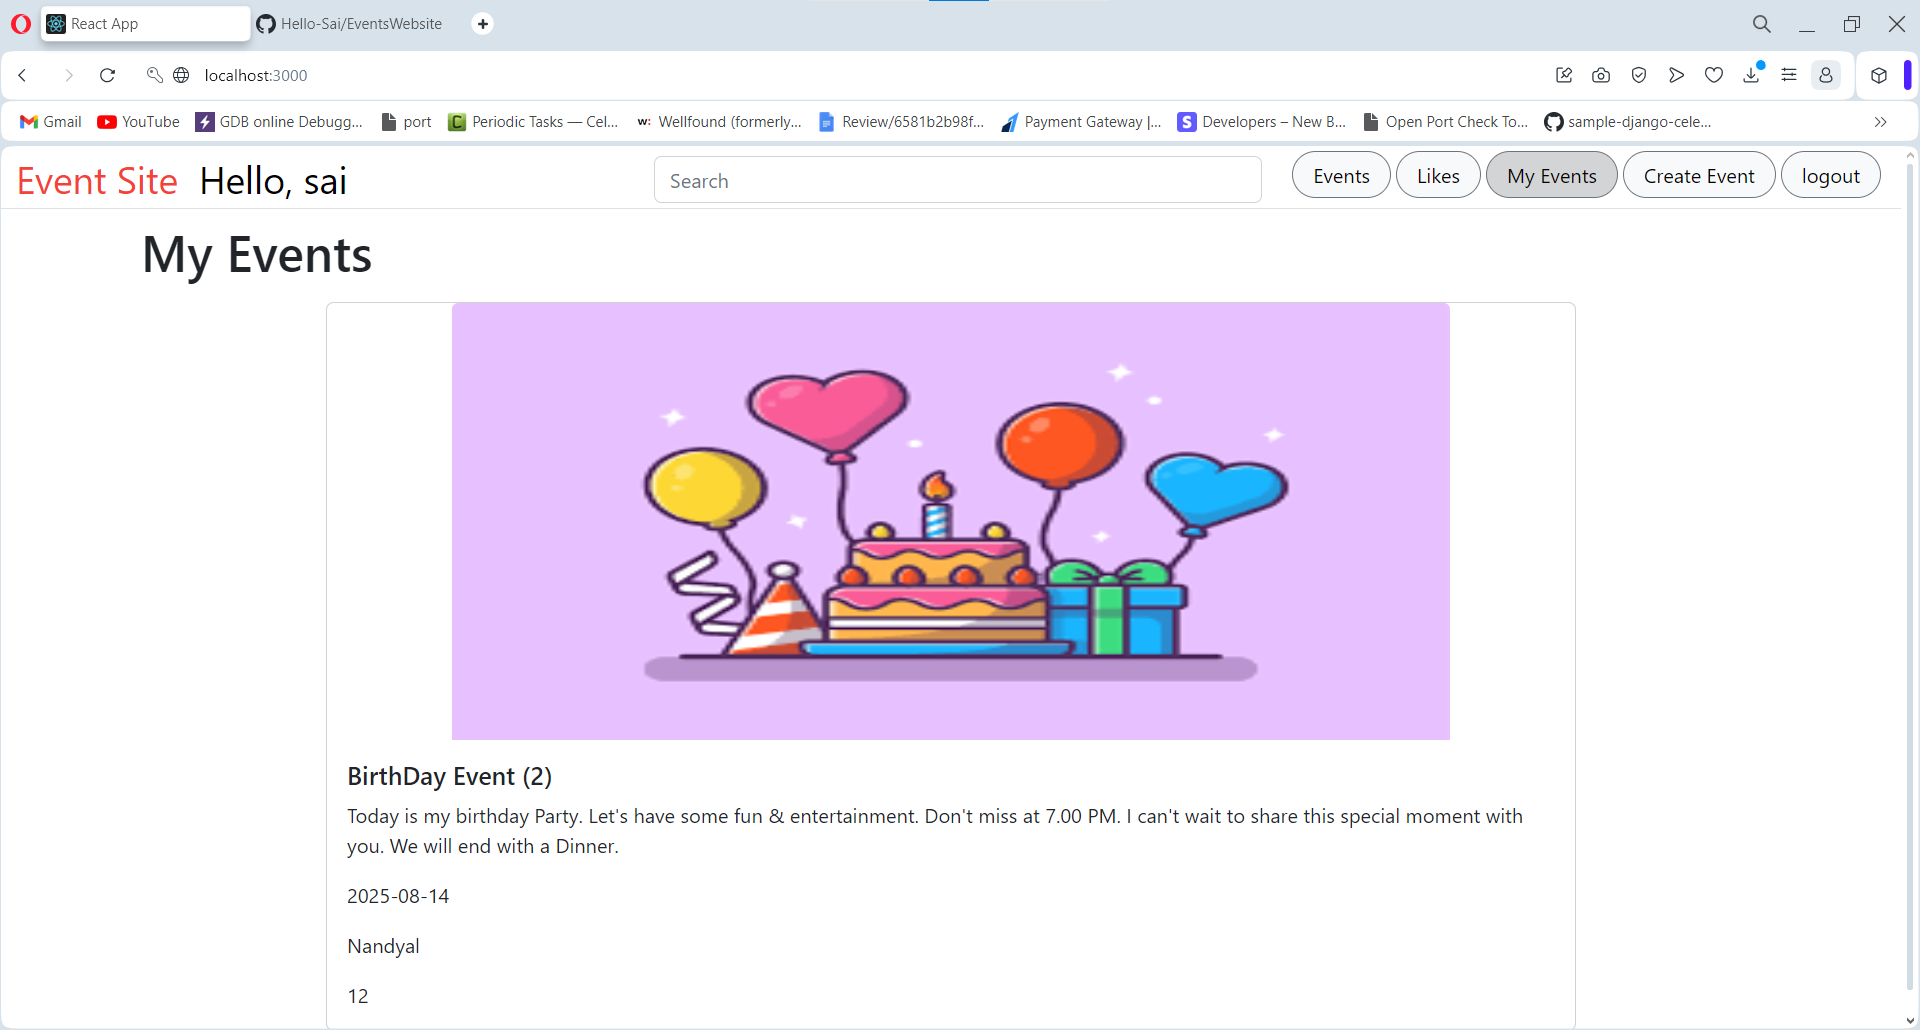 React App
Hello-Sai/EventsWebsite
localhost:3000
Gmail
YouTube
GDB online Debugg...
port
C
Periodic Tasks — Cel...
w:
Wellfound (formerly...
Review/6581b2b98f...
Payment Gateway |...
S
Developers – New B...
Open Port Check To...
sample-django-cele...
Event Site
Hello, sai
Search
Events
Likes
My Events
Create Event
logout
My Events
BirthDay Event (2)
Today is my birthday Party. Let's have some fun & entertainment. Don't miss at 7.00 PM. I can't wait to share this special moment with
you. We will end with a Dinner.
2025-08-14
Nandyal
12